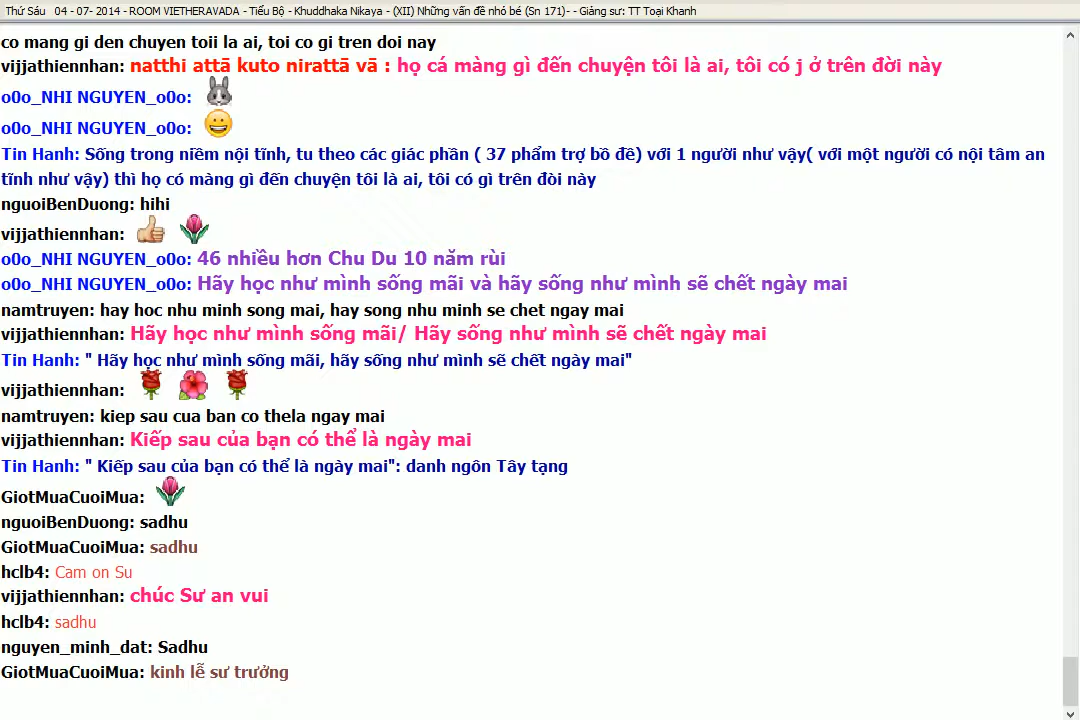 Thứ Sáu 04 - 07- 2014 - ROOM VIETHERAVADA - Tiểu Bộ - Khuddhaka Nikaya - (XII) Những vấn đề nhỏ bé (Sn 171)- - Giảng sư: TT Toại Khanh
co mang gi den chuyen toii la ai, toi co gi tren doi nay
vijjathiennhan: natthi attā kuto nirattā vā : họ cá màng gì đến chuyện tôi là ai, tôi có j ở trên đời này
o0o_NHI NGUYEN_o0o:
o0o_NHI NGUYEN_o0o:
Tin Hanh: Sống trong niềm nội tĩnh, tu theo các giác phần ( 37 phẩm trợ bồ đề) với 1 người như vậy( với một người có nội tâm an
tĩnh như vậy) thì họ có màng gì đến chuyện tôi là ai, tôi có gì trên đòi này
nguoiBenDuong: hihi
vijjathiennhan:
o0o_NHI NGUYEN_o0o: 46 nhiều hơn Chu Du 10 năm rùi
o0o_NHI NGUYEN_o0o: Hãy học như mình sống mãi và hãy sống như mình sẽ chết ngày mai
namtruyen: hay hoc nhu minh song mai, hay song nhu minh se chet ngay mai
vijjathiennhan: Hãy học như mình sống mãi/ Hãy sống như mình sẽ chết ngày mai
Tin Hanh: " Hãy học như mình sống mãi, hãy sống như mình sẽ chết ngày mai"
vijjathiennhan:
namtruyen: kiep sau cua ban co thela ngay mai
vijjathiennhan: Kiếp sau của bạn có thể là ngày mai
Tin Hanh: " Kiếp sau của bạn có thể là ngày mai": danh ngôn Tây tạng
GiotMuaCuoiMua:
nguoiBenDuong: sadhu
GiotMuaCuoiMua: sadhu
hclb4: Cam on Su
vijjathiennhan: chúc Sư an vui
hclb4: sadhu
nguyen_minh_dat: Sadhu
GiotMuaCuoiMua: kinh lễ sư trưởng